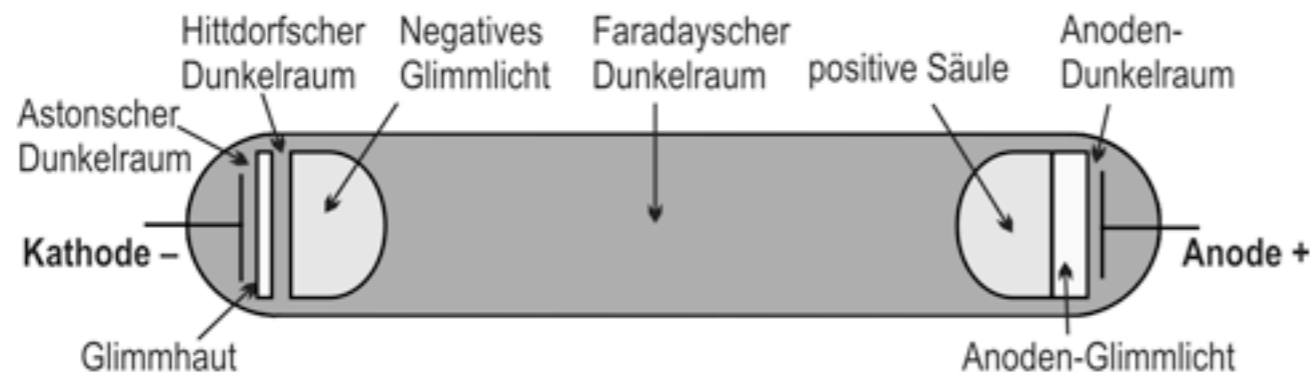 Hittdorfscher
Dunkelraum
Negatives
Glimmlicht
Faradayscher
Dunkelraum
positive Säule
Anoden-
Dunkelraum
Astonscher
Dunkelraum
Kathode –
Anode +
Glimmhaut
Anoden-Glimmlicht